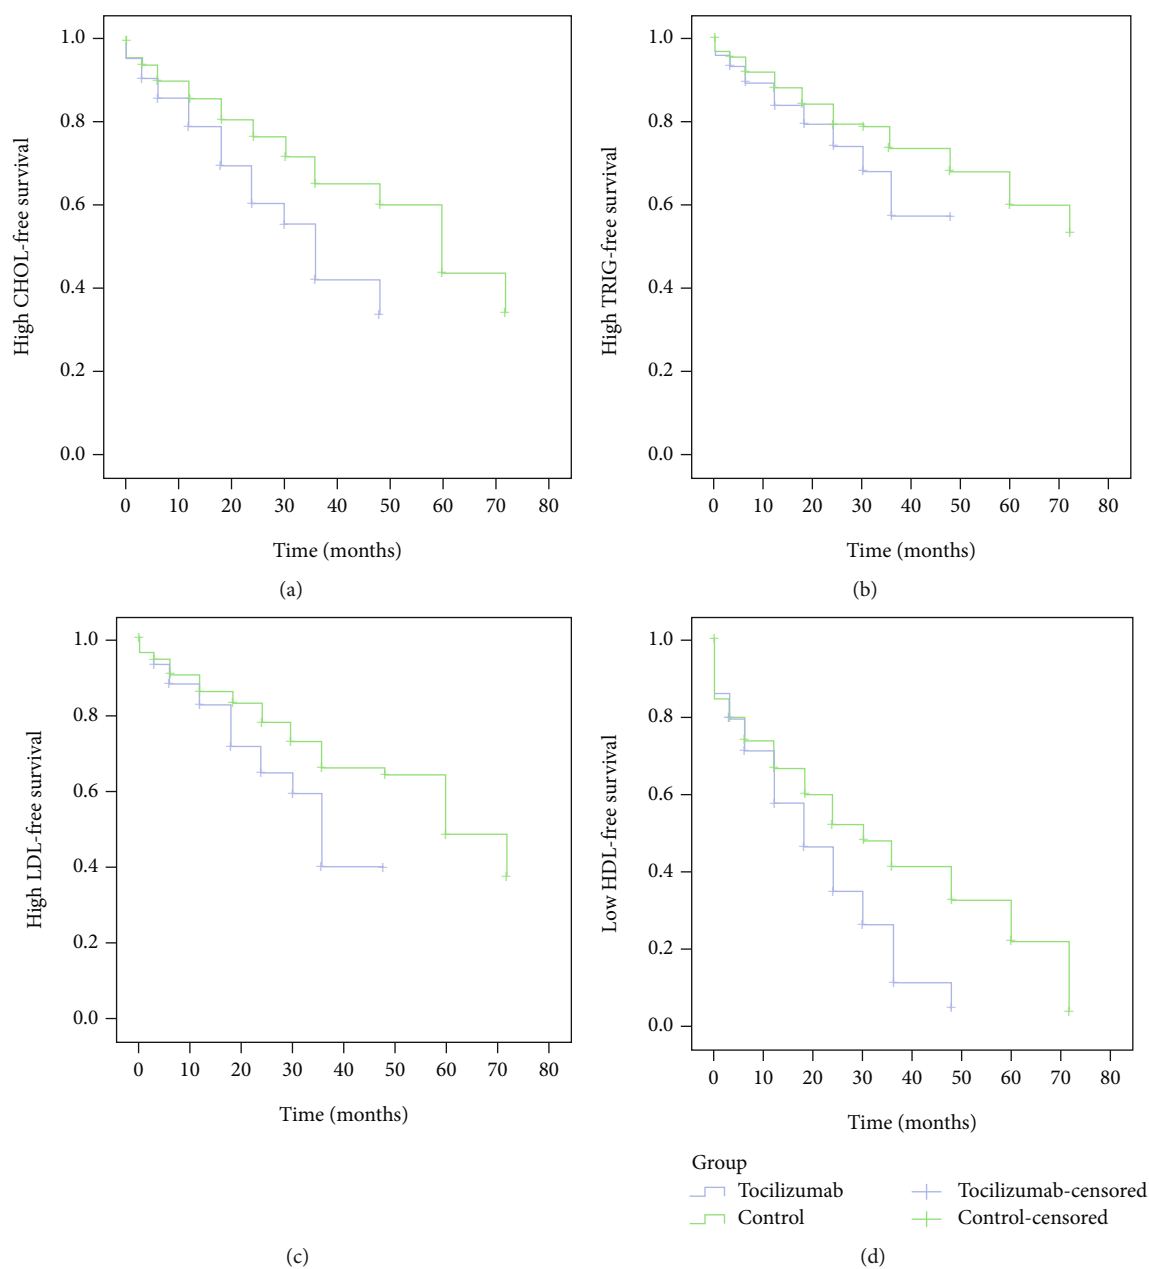 High CHOL-free survival
1.0
0.8
0.6
0.4
0.2
0.0
0 10 20 30 40 50 60 70 80
Time (months)
(a)
High TRIG-free survival
1.0
0.8
0.6
0.4
0.2
0.0
0 10 20 30 40 50 60 70 80
Time (months)
(b)
High LDL-free survival
1.0
0.8
0.6
0.4
0.2
0.0
0 10 20 30 40 50 60 70 80
Time (months)
(c)
Low HDL-free survival
1.0
0.8
0.6
0.4
0.2
0.0
0 10 20 30 40 50 60 70 80
Time (months)
Group
Tocilizumab Tocilizumab-censored
Control Control-censored
(d)